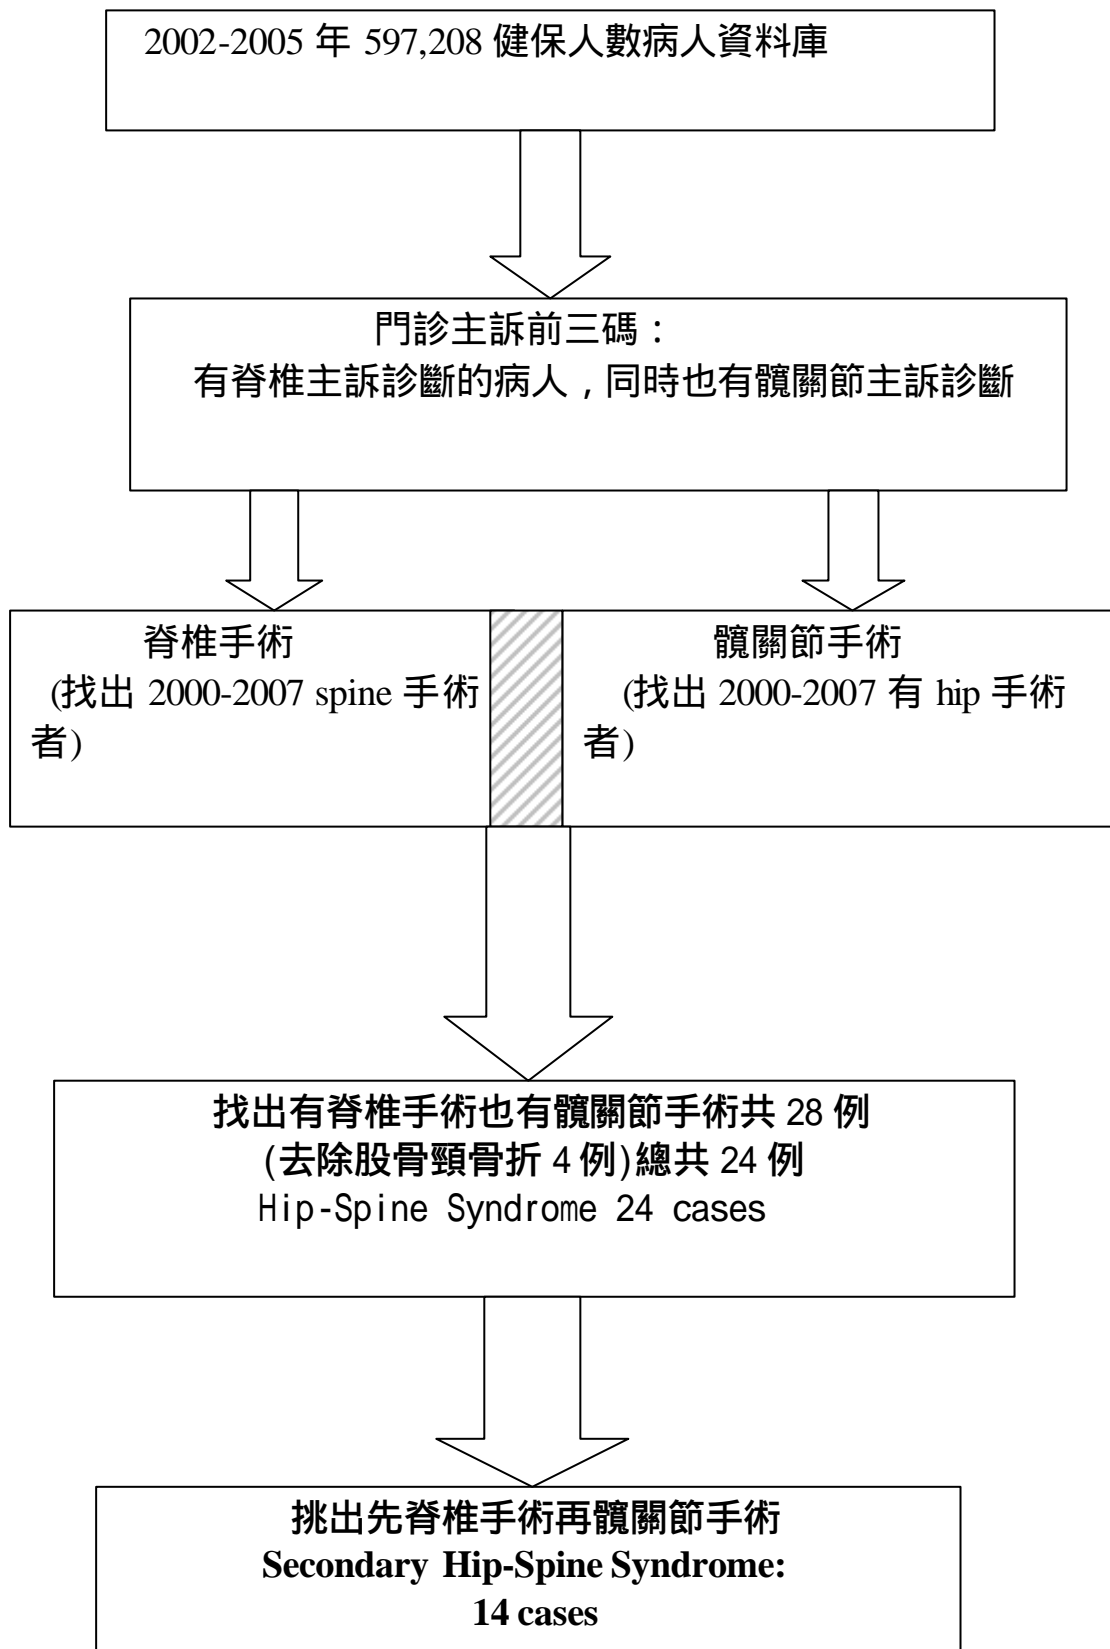 2002-2005 年 597,208 健保人數病人資料庫
門診主訴前三碼：
有脊椎主訴診斷的病人，同時也有髖關節主訴診斷
脊椎手術
(找出 2000-2007 spine 手術
者)
髖關節手術
(找出 2000-2007 有 hip 手術
者)
找出有脊椎手術也有髖關節手術共 28 例
(去除股骨頸骨折 4 例)總共 24 例
Hip-Spine Syndrome 24 cases
挑出先脊椎手術再髖關節手術
Secondary Hip-Spine Syndrome:
14 cases